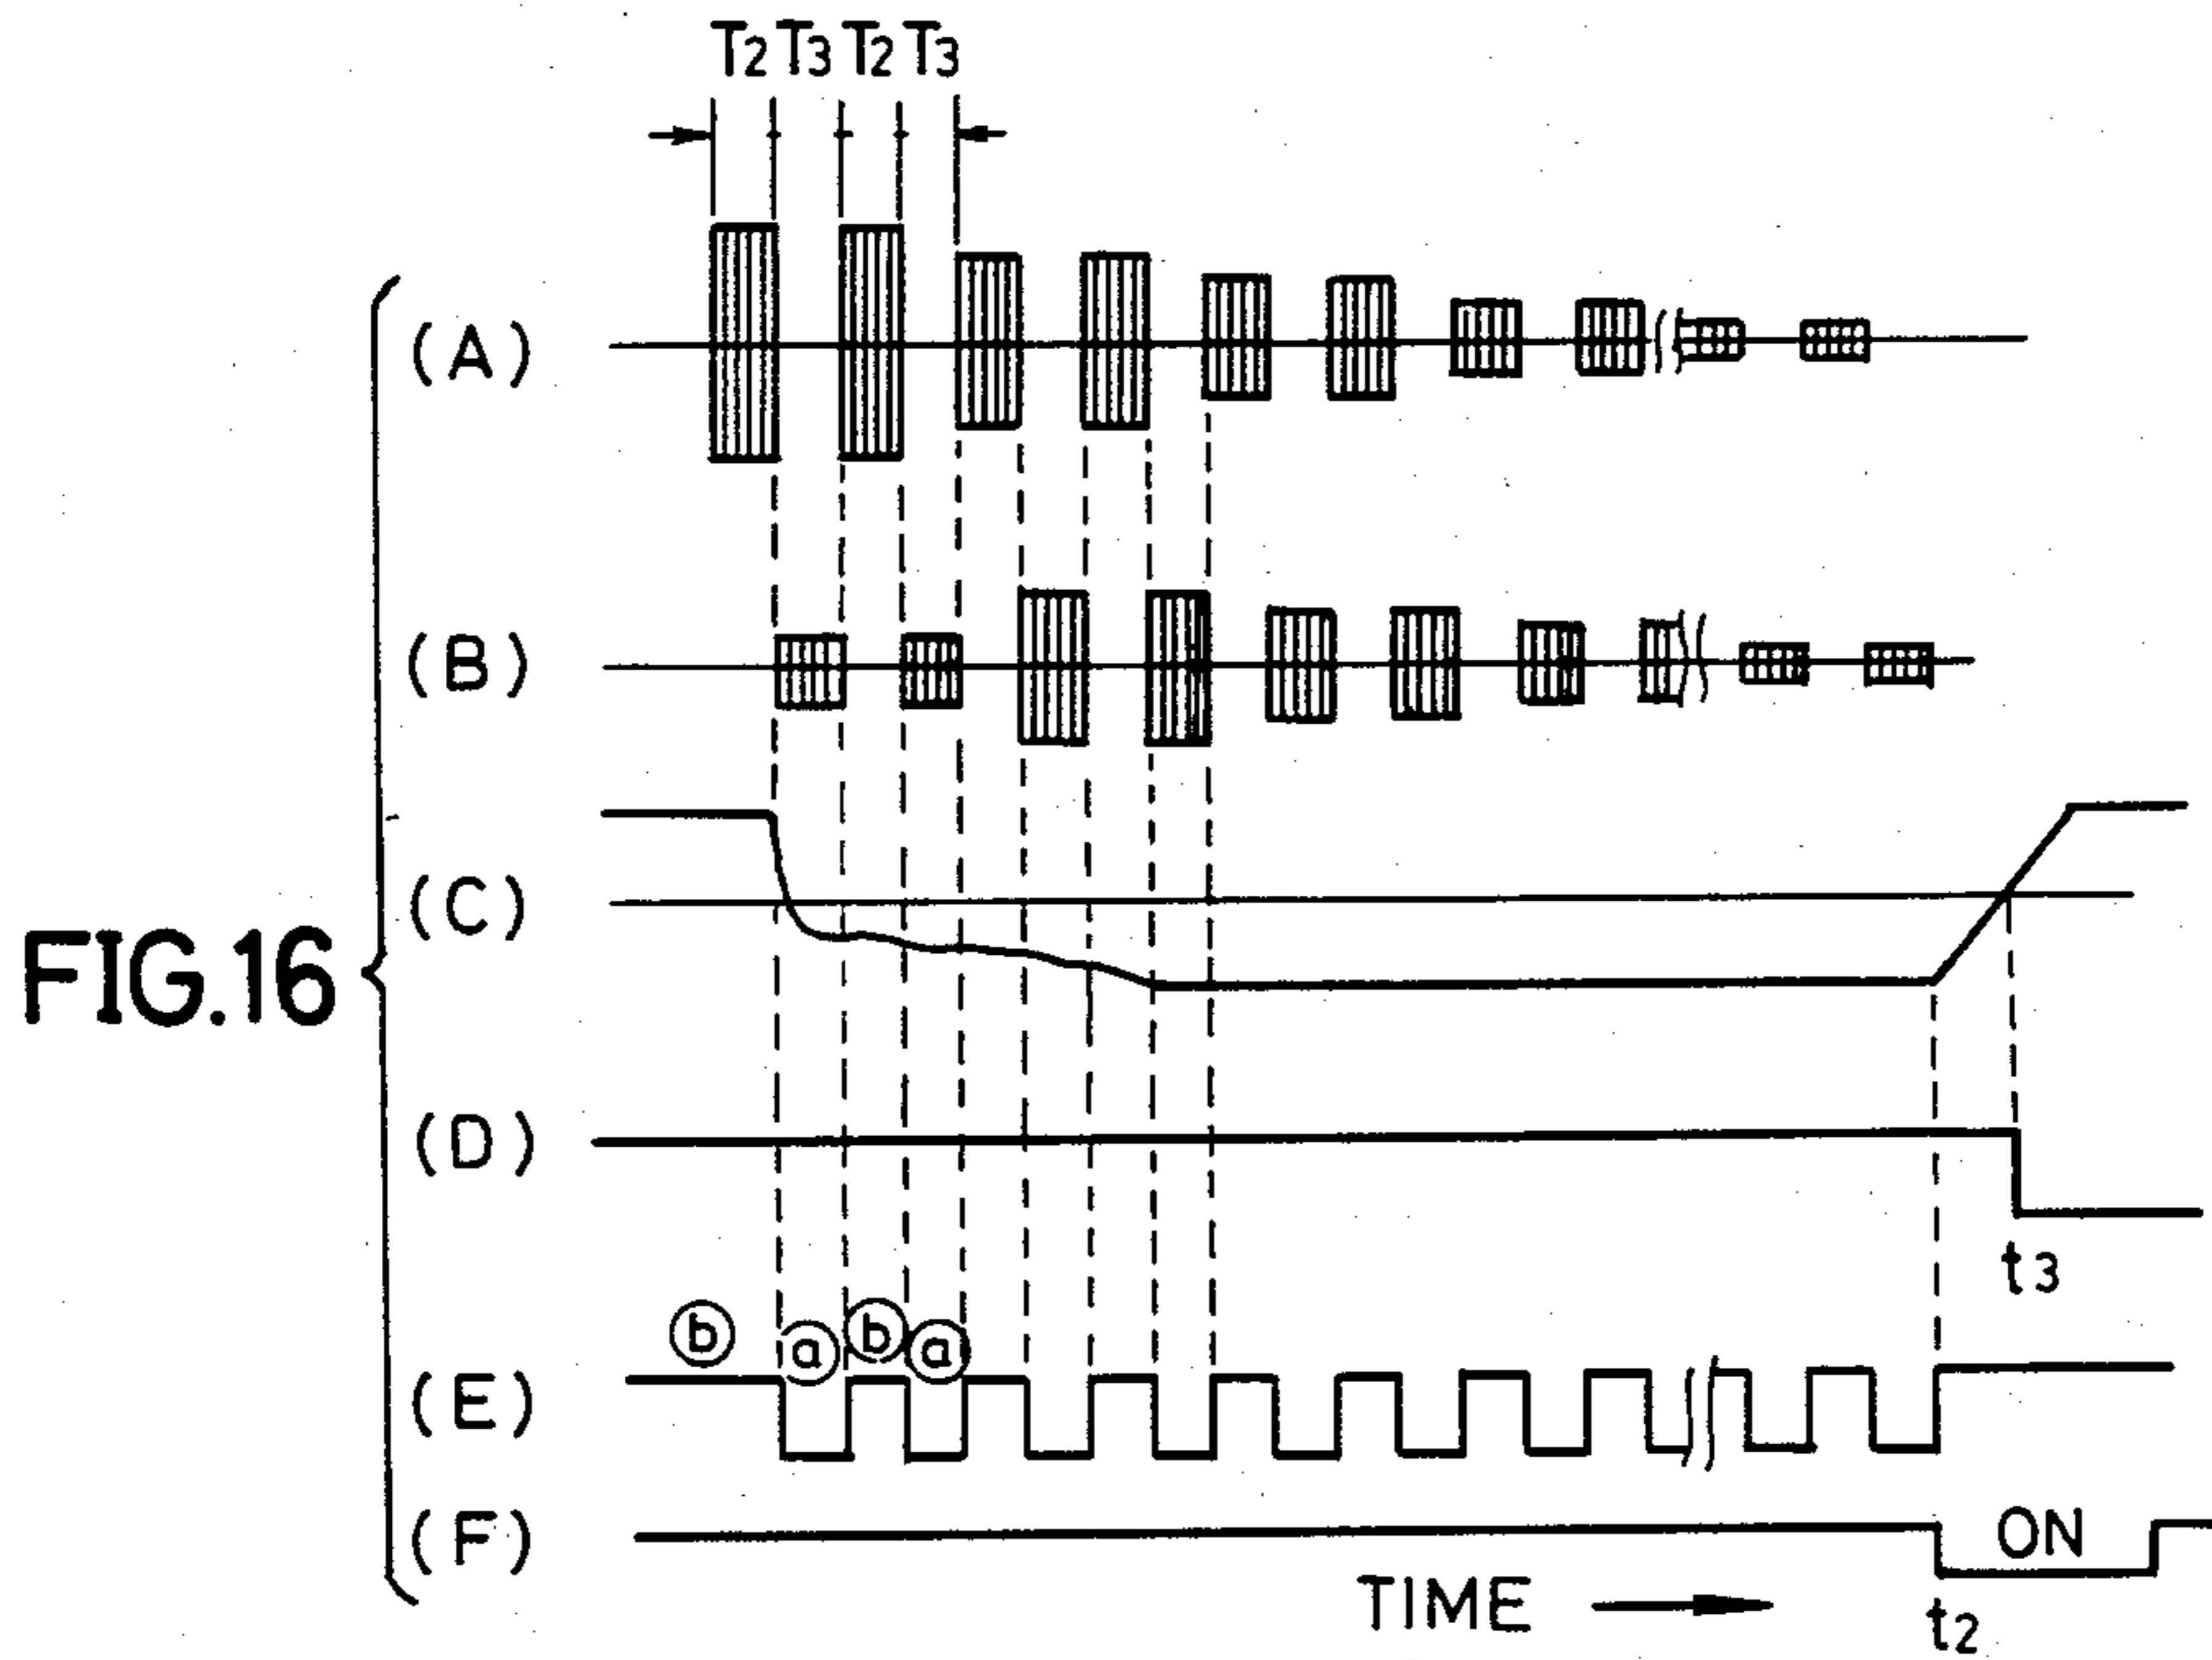 T2 T3 T2 T3
(A)
(B)
(C)
FIG.16
(D)
t3
b a b a
(E)
(F)
ON
TIME
t2